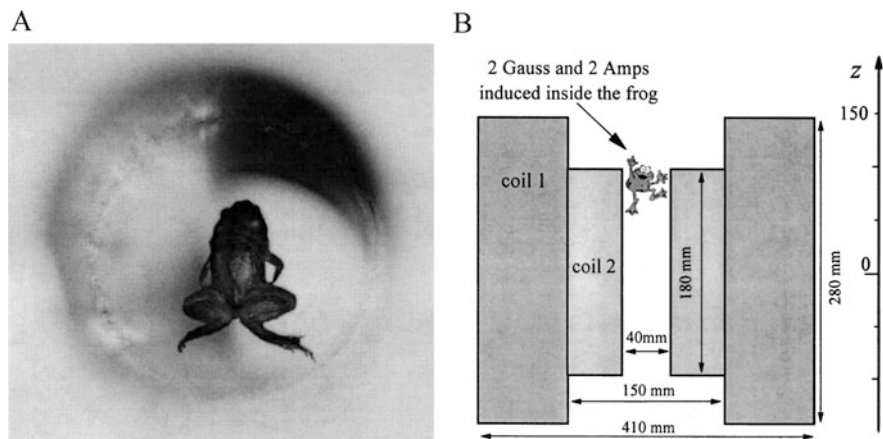 A
B
2 Gauss and 2 Amps
induced inside the frog
z
150
coil 1
coil 2
0
180 mm
280 mm
40mm
150 mm
410 mm